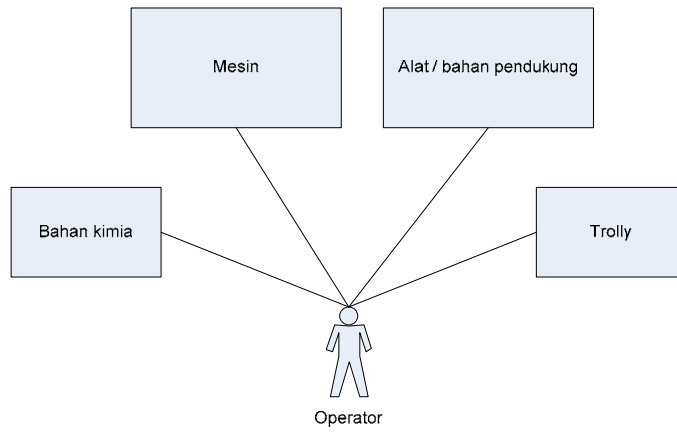 Mesin
Alat / bahan pendukung
Bahan kimia
Trolly
Operator